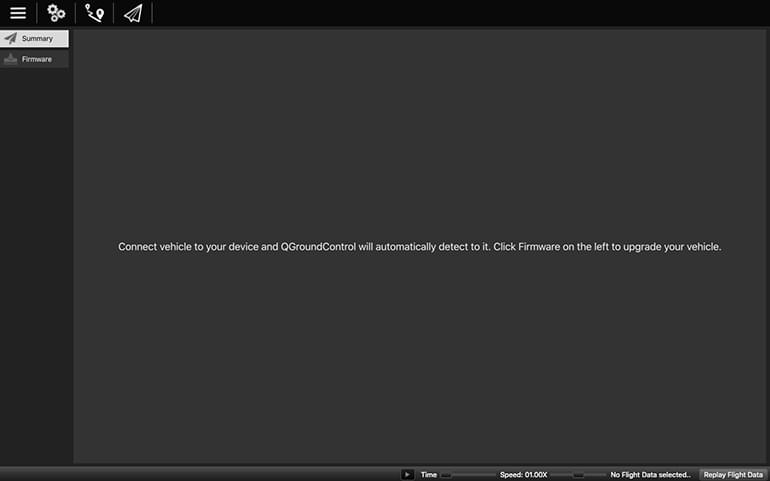 Summary
Firmware
Connect vehicle to your device and QGroundControl will automatically detect to it. Click Firmware on the left to upgrade your vehicle.
Time Speed: 01.00X No Flight Data selected.. Replay Flight Data